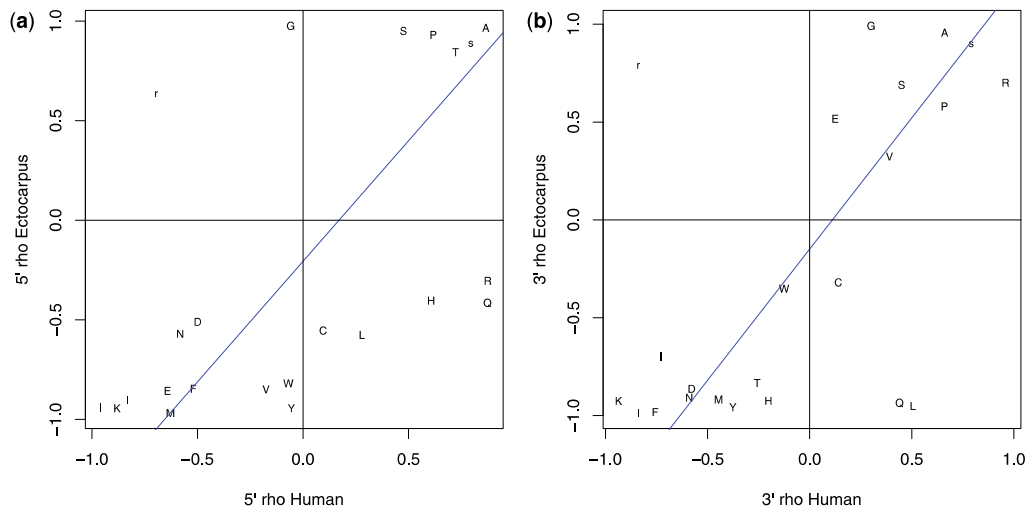 (a)
1.0
0.5
0.0
−0.5
−1.0
5' rho Ectocarpus
G
S
P
A
s
T
r
R
H
Q
D
N
C
L
E
F
V
W
I
K
l
M
Y
−1.0
−0.5
0.0
0.5
5' rho Human
(b)
1.0
0.5
0.0
−0.5
−1.0
3' rho Ectocarpus
G
A
s
r
S
R
P
E
V
C
W
I
D
N
T
K
M
H
Y
Q
L
l
F
−1.0
−0.5
0.0
0.5
1.0
3' rho Human